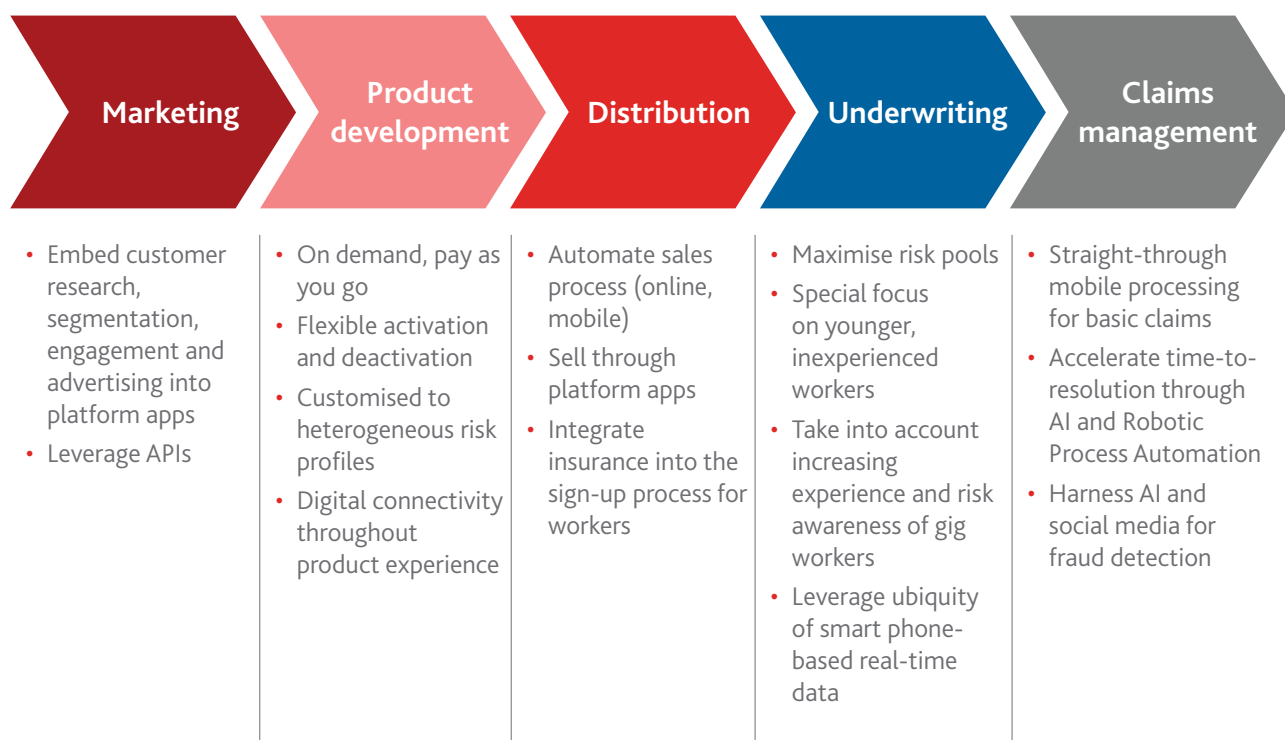 Marketing
Product
development
Distribution
Underwriting
Claims
management
• Embed customer
research,
segmentation,
engagement and
advertising into
platform apps
• Leverage APIs
• On demand, pay as
you go
• Flexible activation
and deactivation
• Customised to
heterogeneous risk
profiles
• Digital connectivity
throughout
product experience
• Automate sales
process (online,
mobile)
• Sell through
platform apps
• Integrate
insurance into the
sign-up process for
workers
• Maximise risk pools
• Special focus
on younger,
inexperienced
workers
• Take into account
increasing
experience and risk
awareness of gig
workers
• Leverage ubiquity
of smart phone-
based real-time
data
• Straight-through
mobile processing
for basic claims
• Accelerate time-to-
resolution through
AI and Robotic
Process Automation
• Harness AI and
social media for
fraud detection